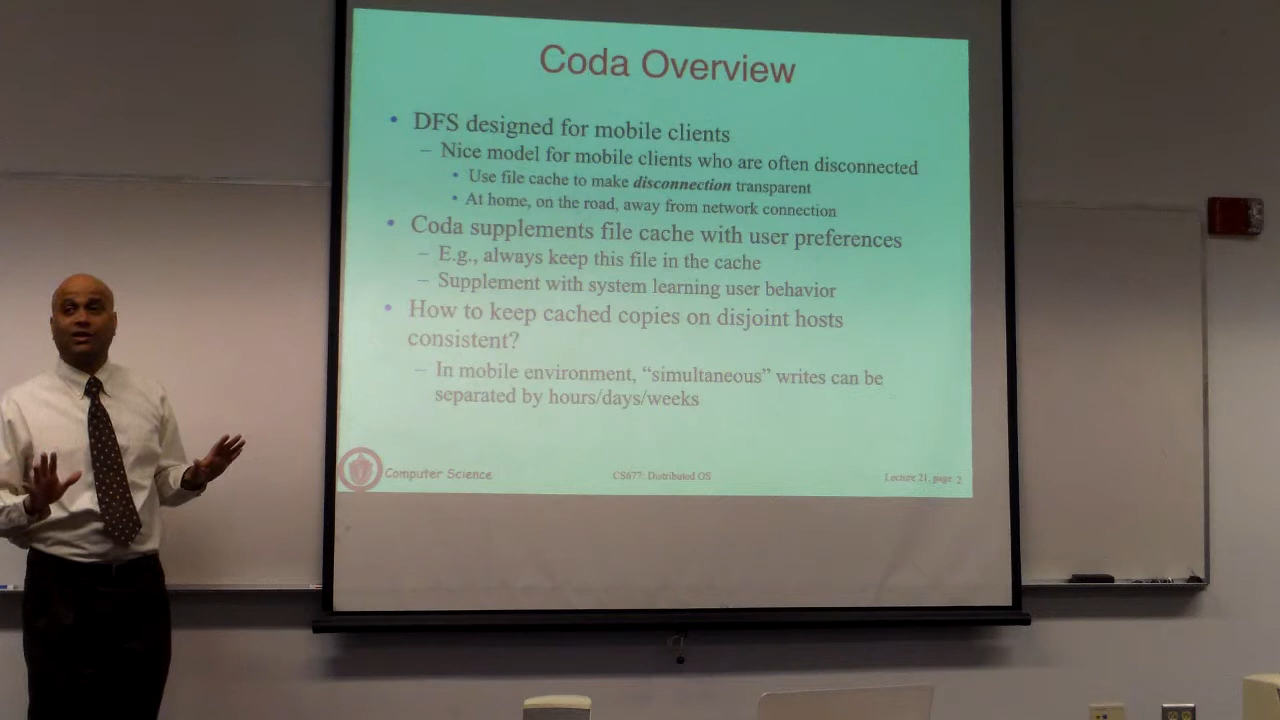 Coda Overview
• DFS designed for mobile clients
– Nice model for mobile clients who are often disconnected
• Use file cache to make disconnection transparent
• At home, on the road, away from network connection
• Coda supplements file cache with user preferences
– E.g., always keep this file in the cache
– Supplement with system learning user behavior
• How to keep cached copies on disjoint hosts
consistent?
– In mobile environment, “simultaneous” writes can be
separated by hours/days/weeks
Computer Science
CS677: Distributed OS
Lecture 21, page 2